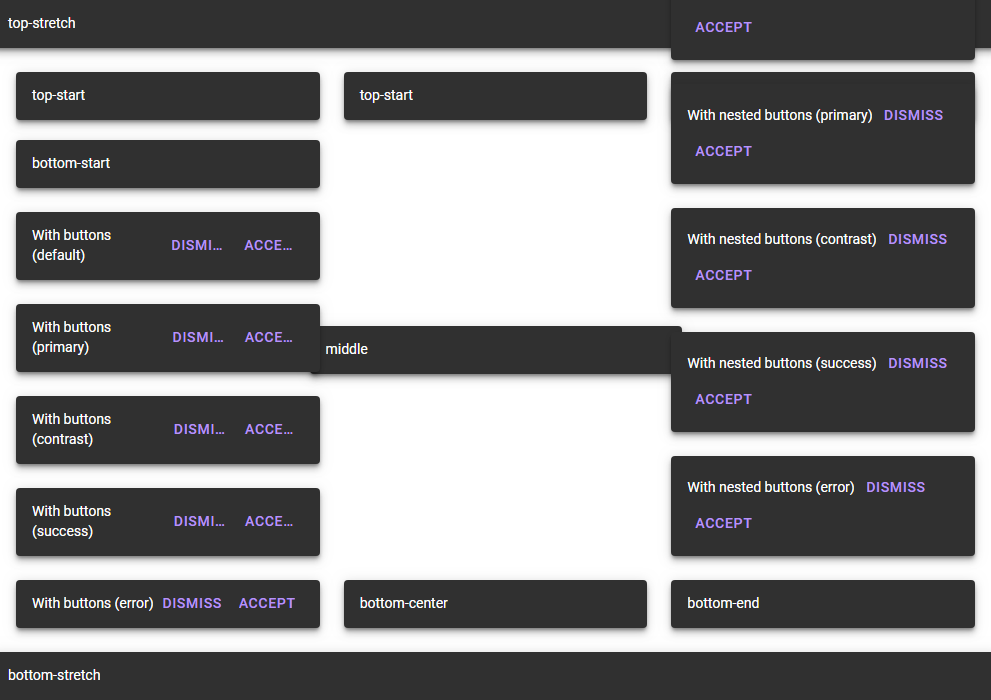 top-stretch
ACCEPT
top-start
top-start
With nested buttons (primary) DISMISS
ACCEPT
bottom-start
With buttons
(default)
DISMI… ACCE…
With nested buttons (contrast) DISMISS
ACCEPT
With buttons
(primary)
DISMI… ACCE…
middle
With nested buttons (success) DISMISS
ACCEPT
With buttons
(contrast)
DISMI… ACCE…
With nested buttons (error) DISMISS
ACCEPT
With buttons
(success)
DISMI… ACCE…
With buttons (error) DISMISS ACCEPT
bottom-center
bottom-end
bottom-stretch